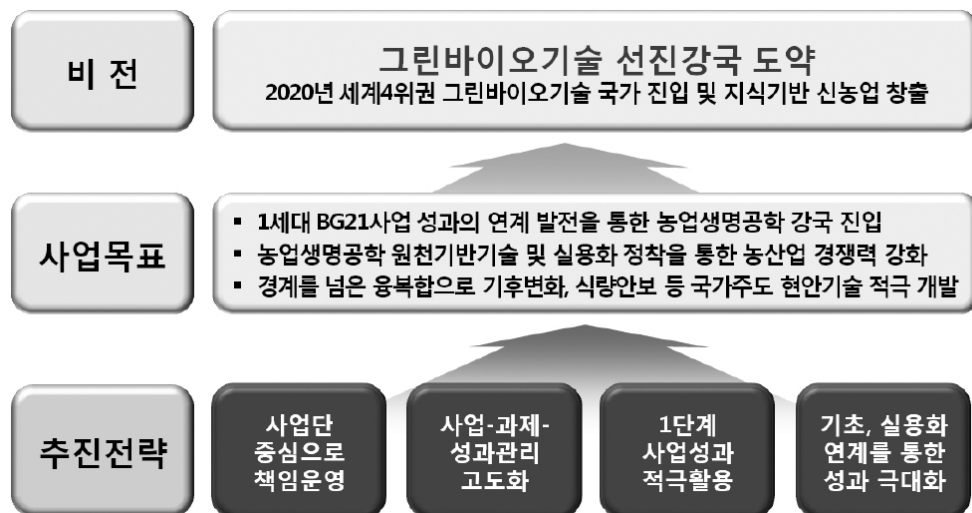 비 전
그린바이오기술 선진강국 도약
2020년 세계4위권 그린바이오기술 국가 진입 및 지식기반 신농업 창출
사업목표
▪ 1세대 BG21사업 성과의 연계 발전을 통한 농업생명공학 강국 진입
▪ 농업생명공학 원천기반기술 및 실용화 정착을 통한 농산업 경쟁력 강화
▪ 경계를 넘은 융복합으로 기후변화, 식량안보 등 국가주도 현안기술 적극 개발
추진전략
사업단
중심으로
책임운영
사업-과제-
성과관리
고도화
1단계
사업성과
적극활용
기초, 실용화
연계를 통한
성과 극대화